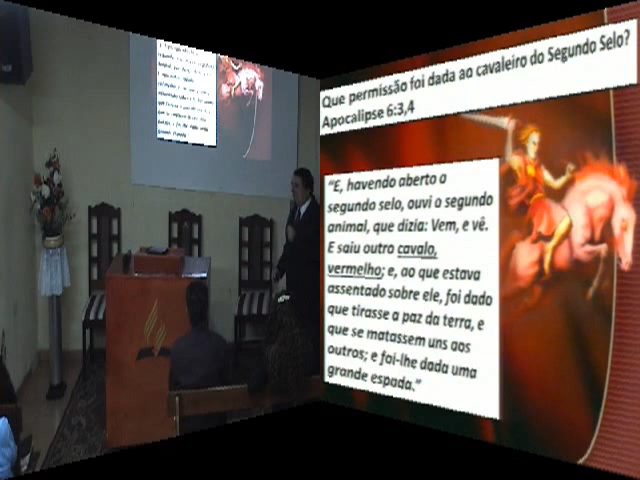 Que permissão foi dada ao cavaleiro do Segundo Selo?
Apocalipse 6:3,4
“E, havendo aberto o
segundo selo, ouvi o segundo
animal, que dizia: Vem, e vê.
E saiu outro cavalo,
vermelho; e, ao que estava
assentado sobre ele, foi dado
que tirasse a paz da terra, e
que se matassem uns aos
outros; e foi-lhe dada uma
grande espada.”